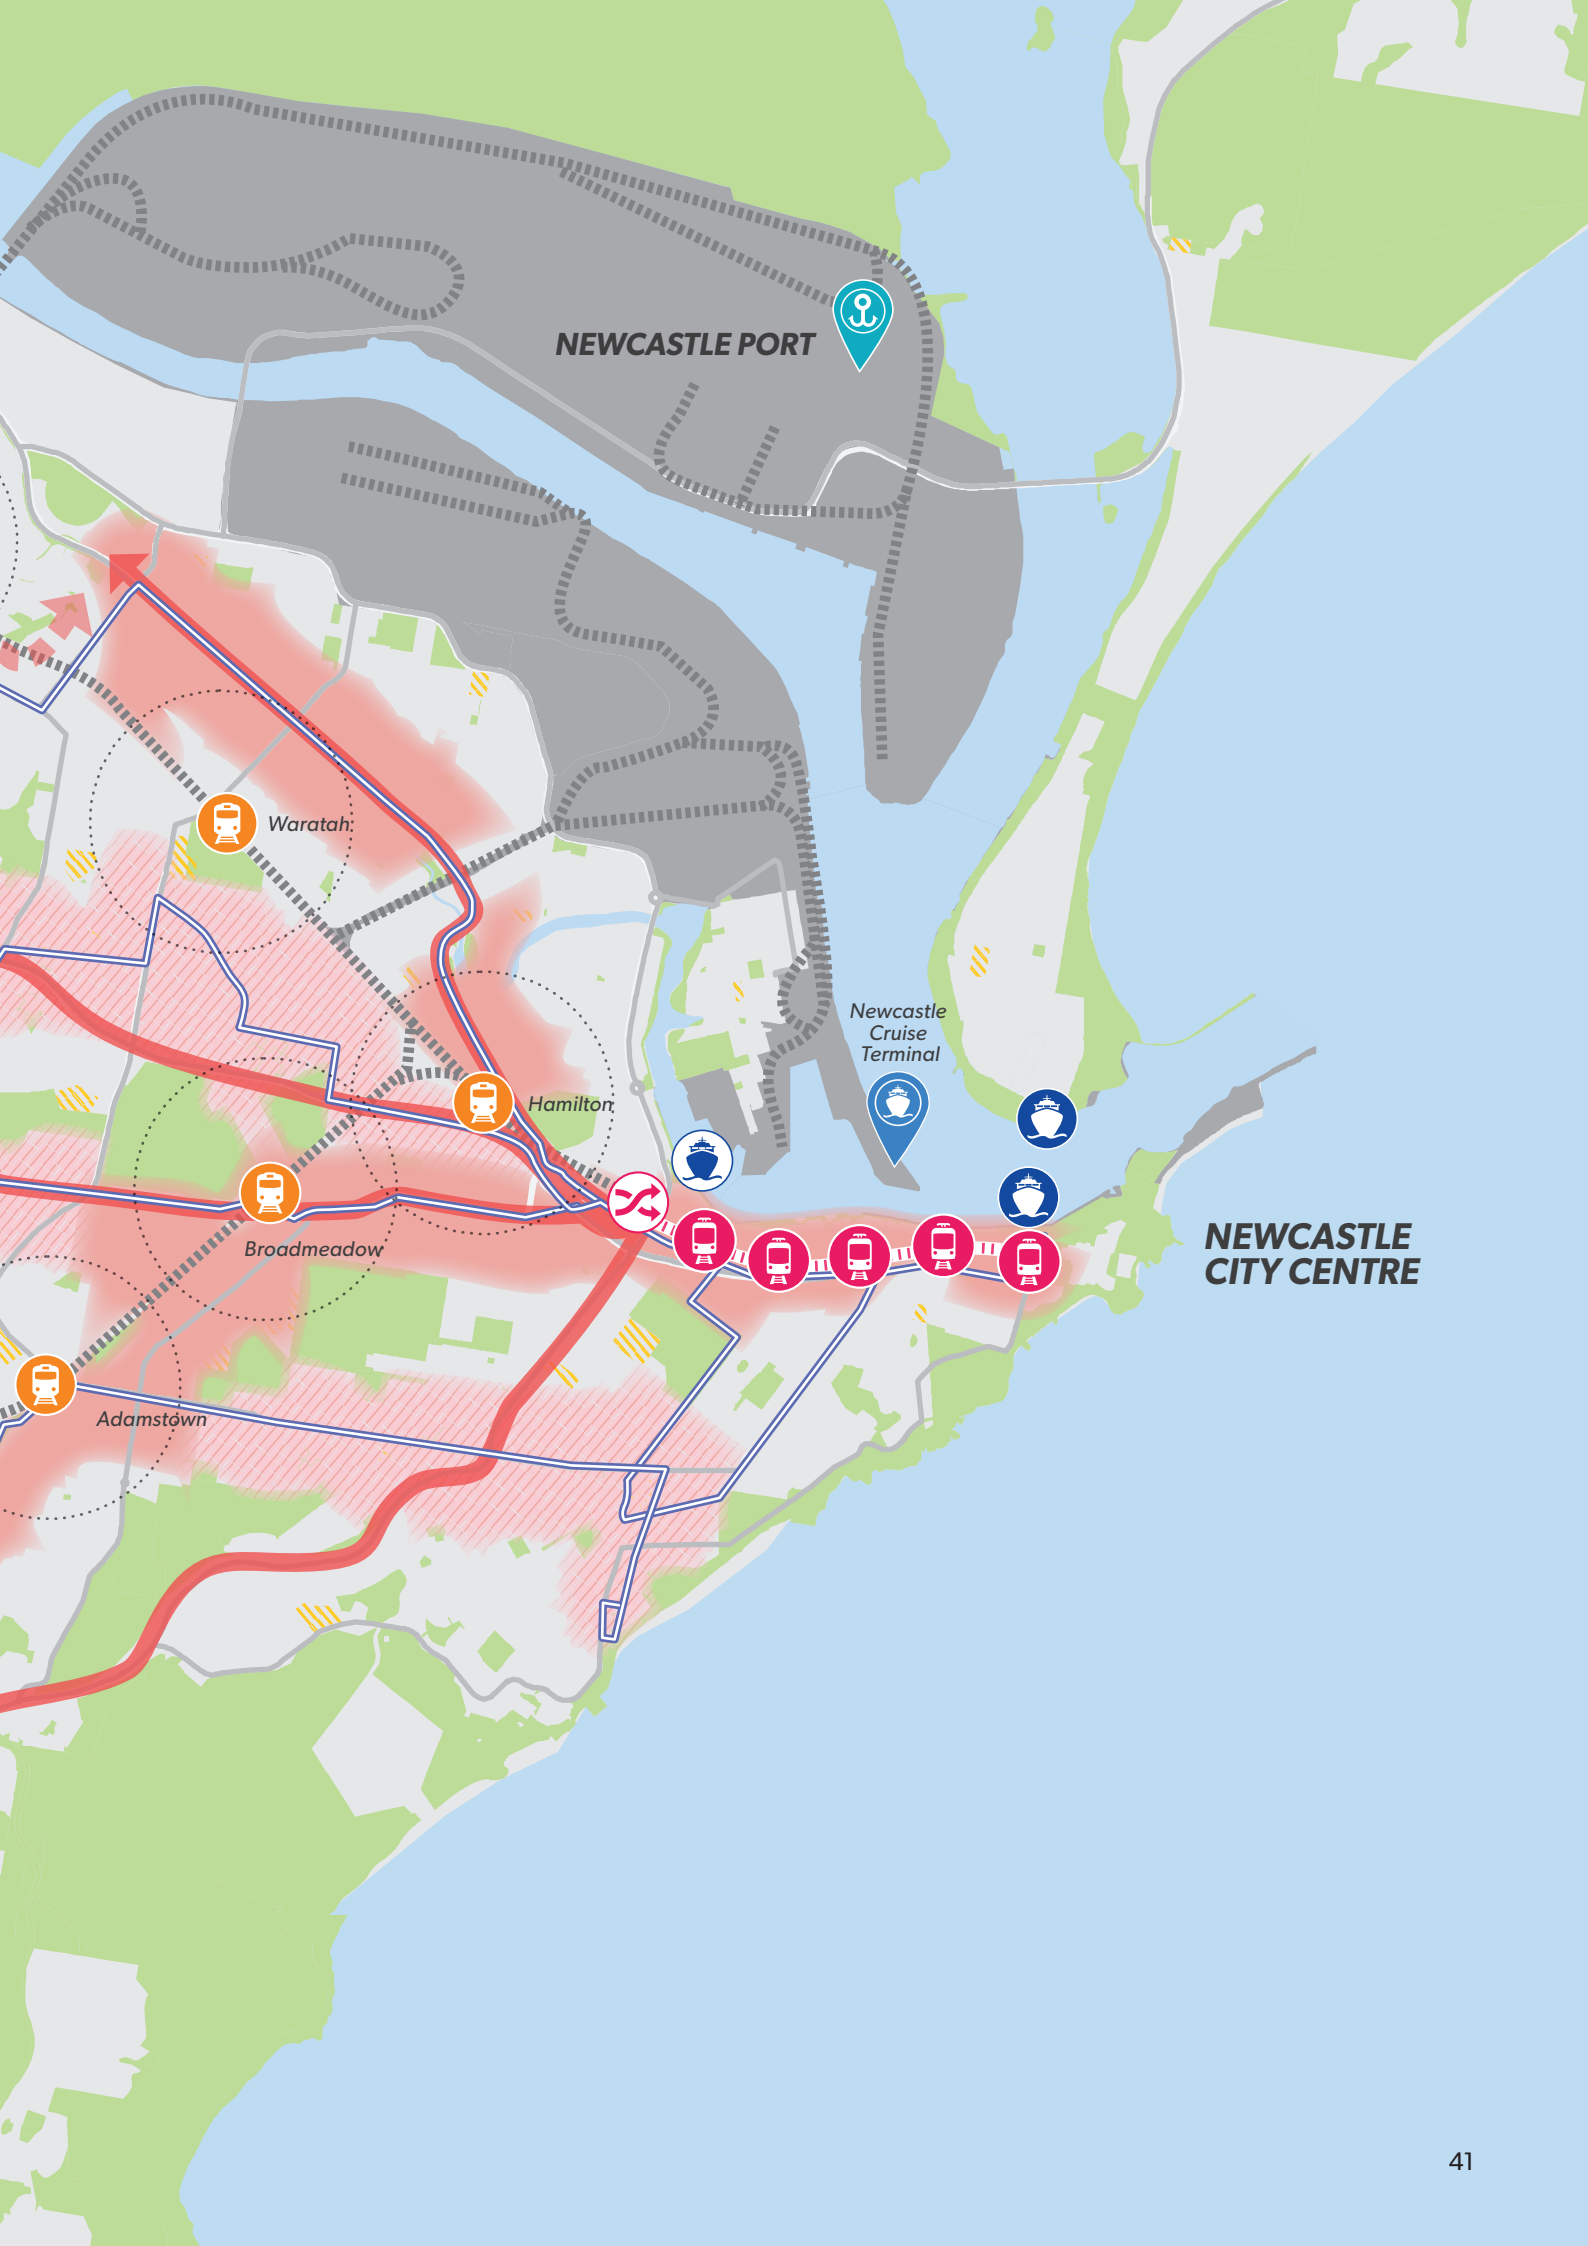 NEWCASTLE PORT
Waratah
Newcastle
Cruise
Terminal
Hamilton
Broadmeadow
NEWCASTLE
CITY CENTRE
Adamstown
41